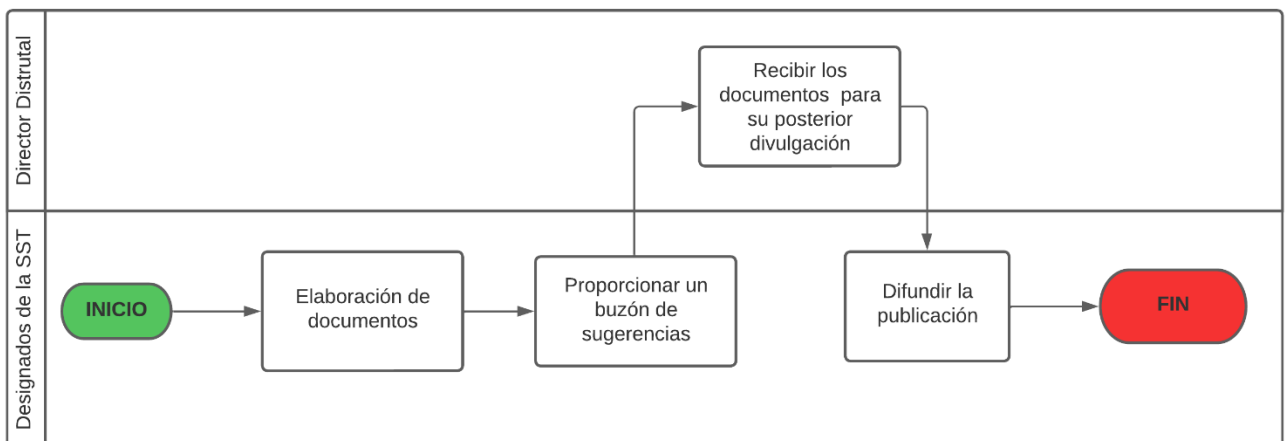 Director Distrutal
Recibir los
documentos para
su posterior
divulgación
Designados de la SST
INICIO
Elaboración de
documentos
Proporcionar un
buzón de
sugerencias
Difundir la
publicación
FIN